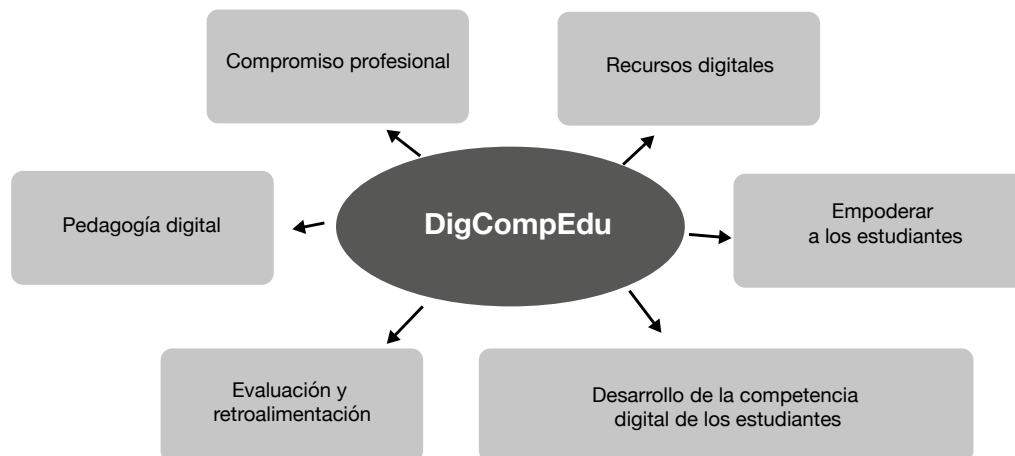 Compromiso profesional
Recursos digitales
Pedagogía digital
DigCompEdu
Empoderar
a los estudiantes
Evaluación y
retroalimentación
Desarrollo de la competencia
digital de los estudiantes